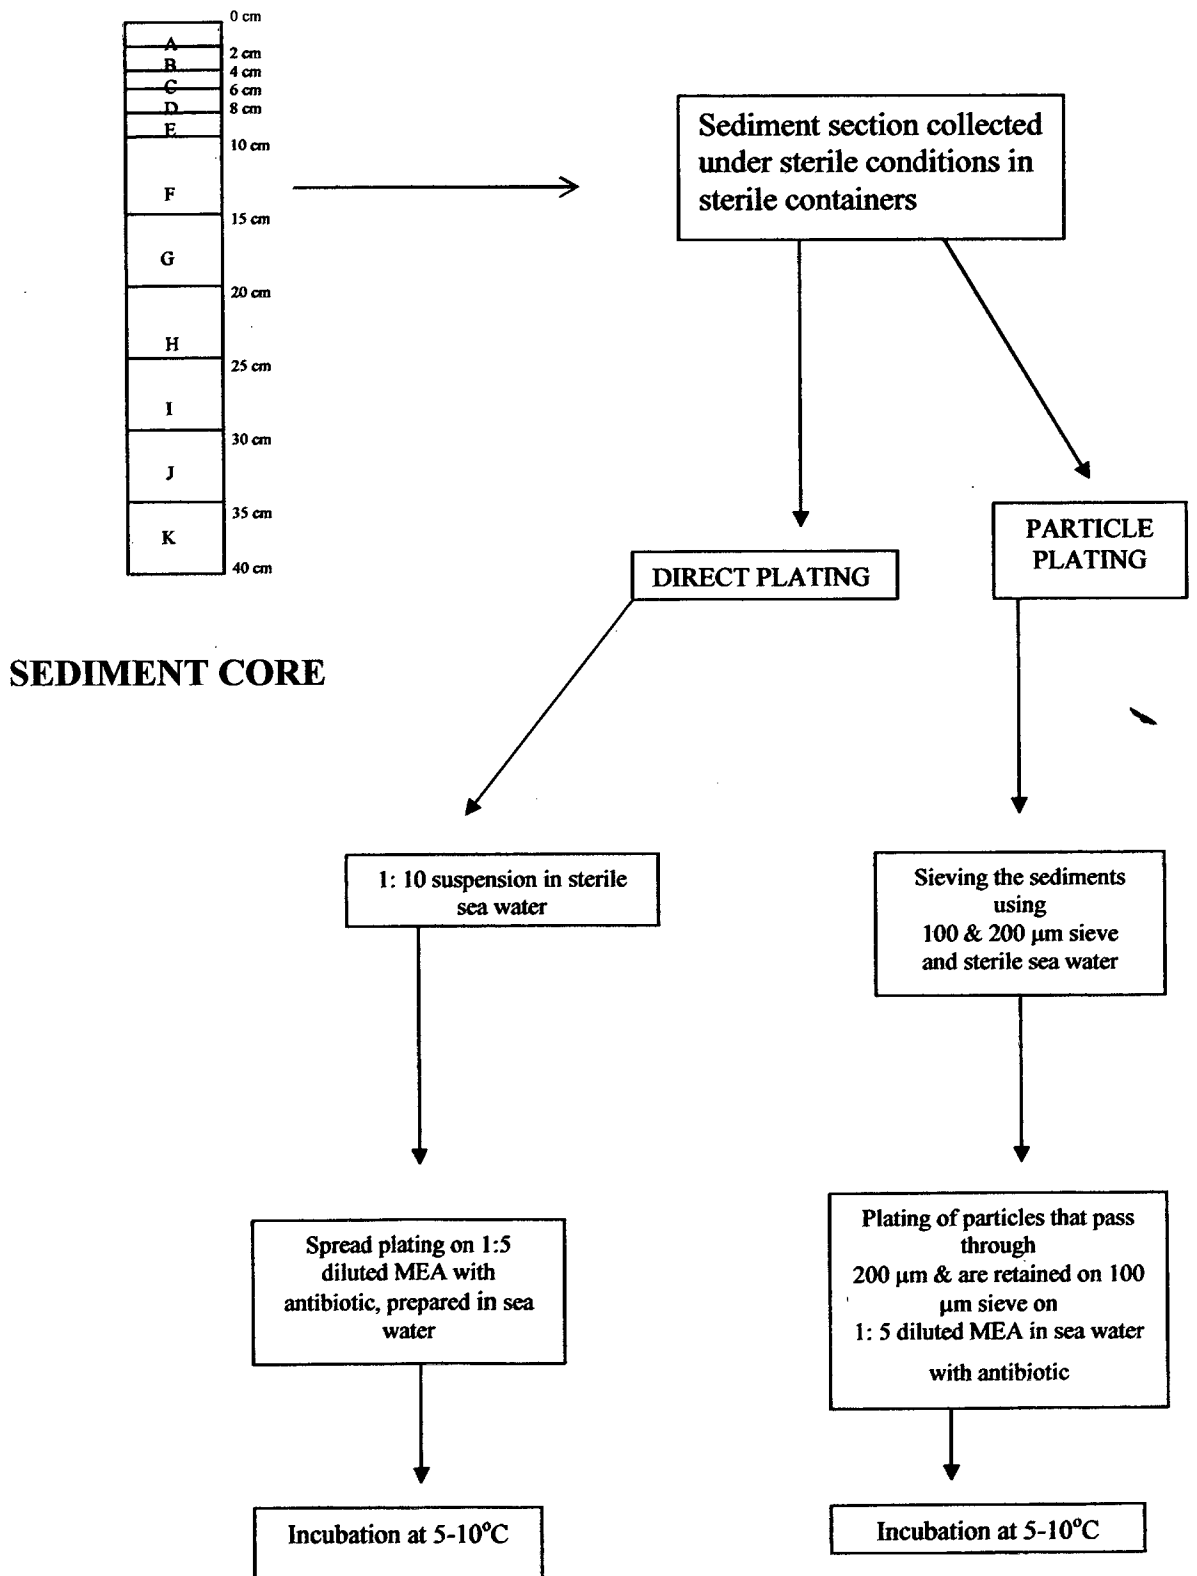 0 cm
A
2 cm
B
4 cm
C
6 cm
D
8 cm
E
10 cm
F
15 cm
G
20 cm
H
25 cm
I
30 cm
J
35 cm
K
40 cm
SEDIMENT CORE
Sediment section collected
under sterile conditions in
sterile containers
DIRECT PLATING
PARTICLE
PLATING
1: 10 suspension in sterile
sea water
Sieving the sediments
using
100 & 200 µm sieve
and sterile sea water
Spread plating on 1:5
diluted MEA with
antibiotic, prepared in sea
water
Plating of particles that pass
through
200 µm & are retained on 100
µm sieve on
1: 5 diluted MEA in sea water
with antibiotic
Incubation at 5-10°C
Incubation at 5-10°C